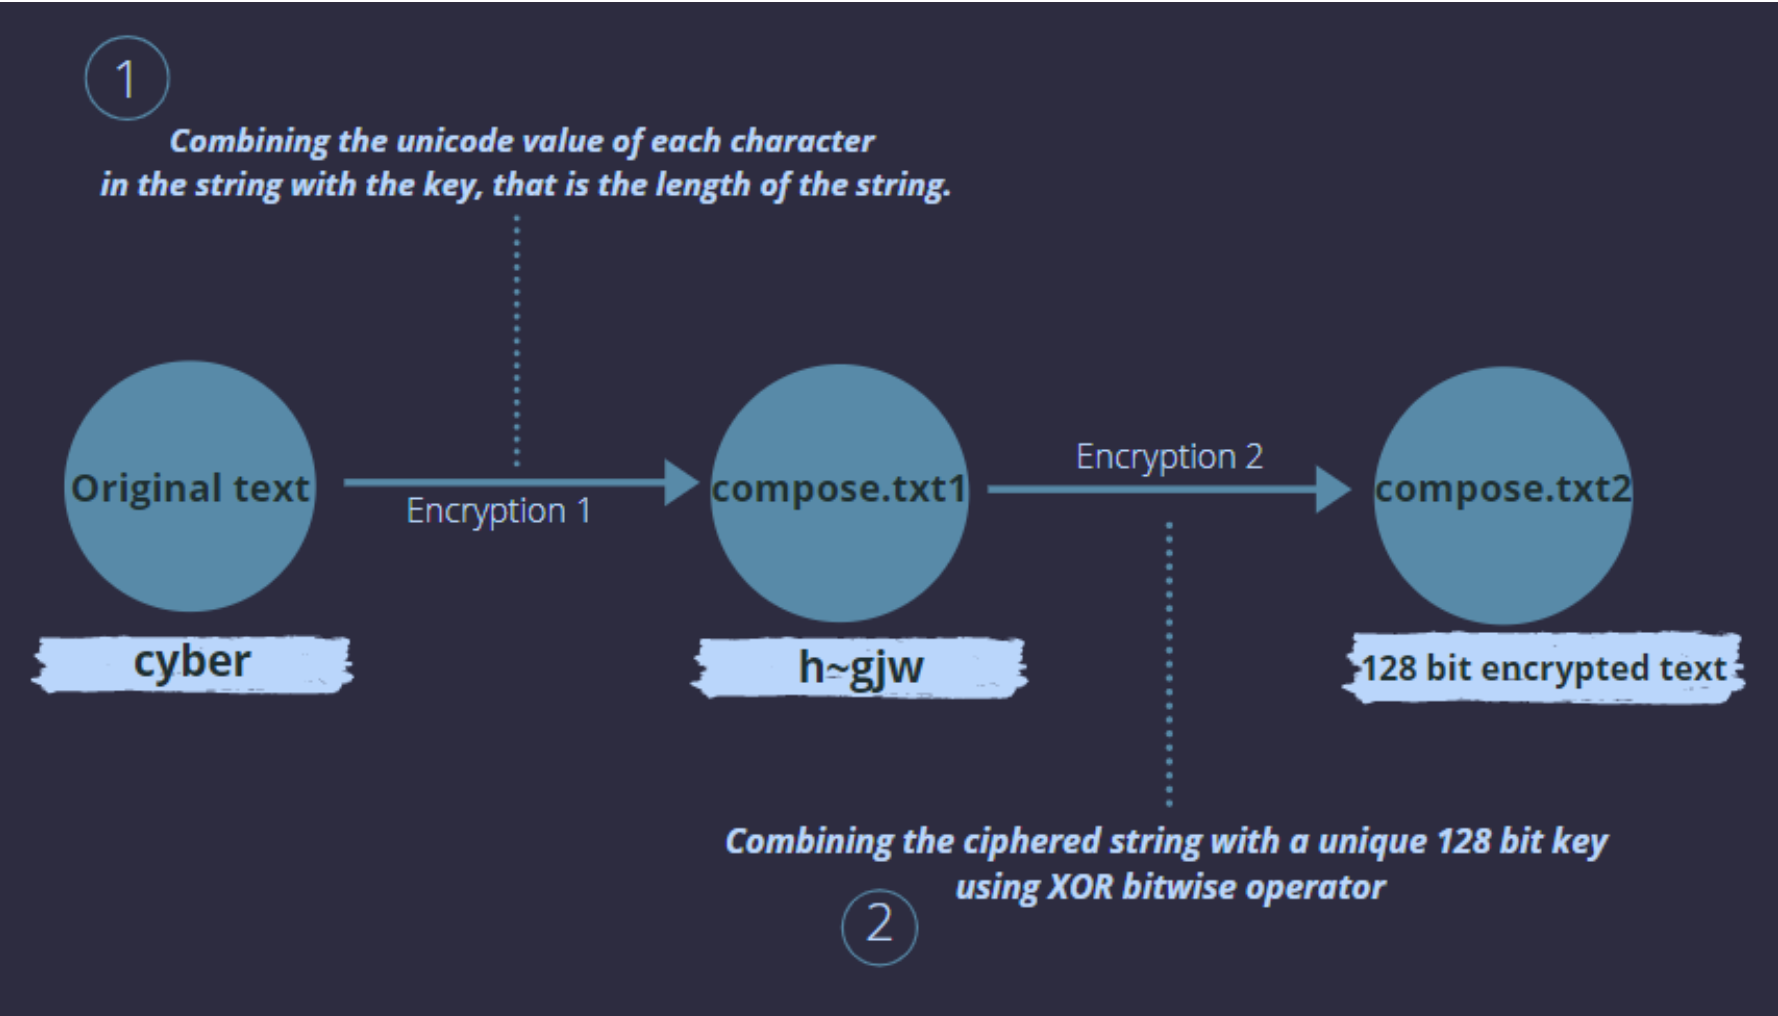 1
Combining the unicode value of each character
in the string with the key, that is the length of the string.
Original text
Encryption 1
compose.txt1
Encryption 2
compose.txt2
cyber
h~gjw
128 bit encrypted text
Combining the ciphered string with a unique 128 bit key
using XOR bitwise operator
2